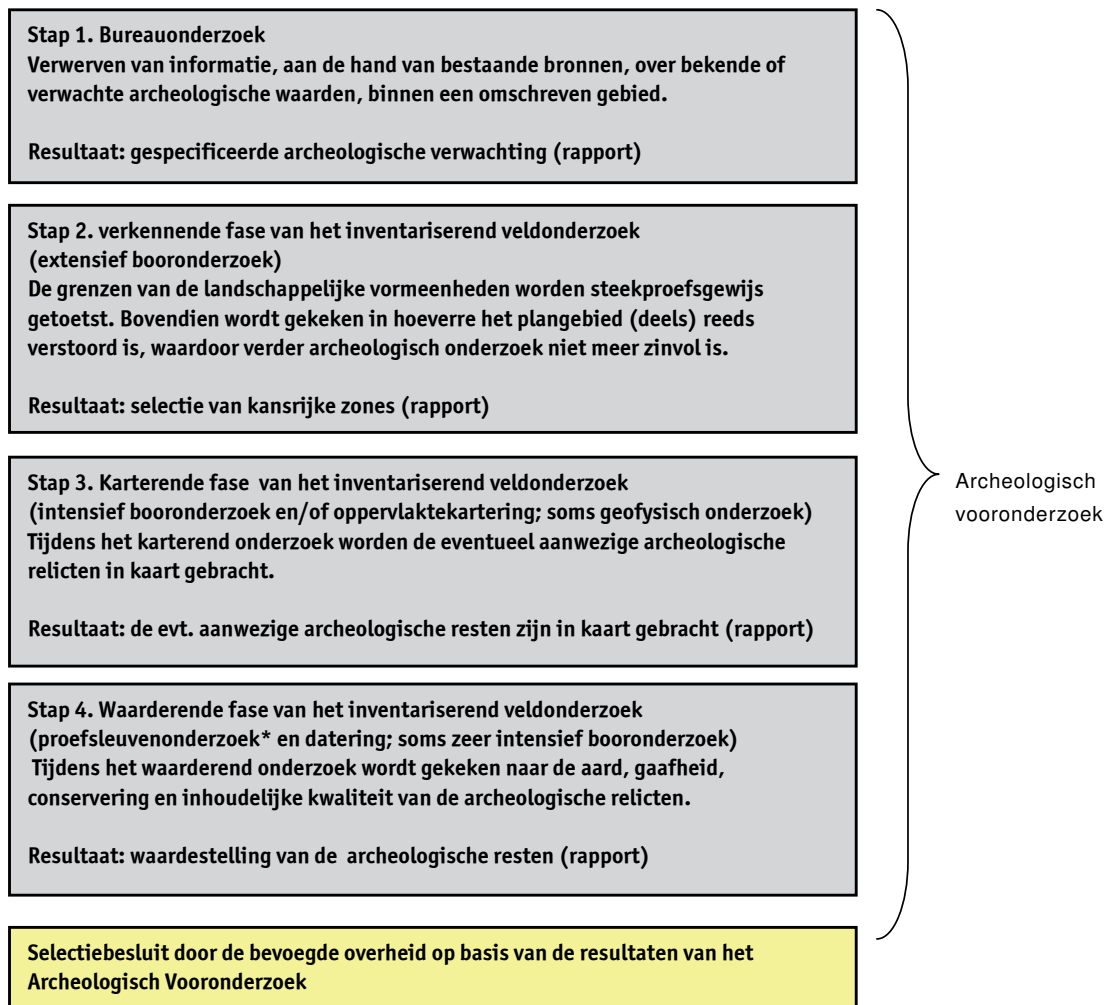 Stap 1. Bureauonderzoek
Verwerven van informatie, aan de hand van bestaande bronnen, over bekende of
verwachte archeologische waarden, binnen een omschreven gebied.
Resultaat: gespecificeerde archeologische verwachting (rapport)
Stap 2. verkennende fase van het inventariserend veldonderzoek
(extensief booronderzoek)
De grenzen van de landschappelijke vormeenheden worden steekproefsgewijs
getoetst. Bovendien wordt gekeken in hoeverre het plangebied (deels) reeds
verstoord is, waardoor verder archeologisch onderzoek niet meer zinvol is.
Resultaat: selectie van kansrijke zones (rapport)
Stap 3. Karterende fase van het inventariserend veldonderzoek
(intensief booronderzoek en/of oppervlaktekartering; soms geofysisch onderzoek)
Tijdens het karterend onderzoek worden de eventueel aanwezige archeologische
relicten in kaart gebracht.
Resultaat: de evt. aanwezige archeologische resten zijn in kaart gebracht (rapport)
Stap 4. Waarderende fase van het inventariserend veldonderzoek
(proefsleuvenonderzoek* en datering; soms zeer intensief booronderzoek)
Tijdens het waarderend onderzoek wordt gekeken naar de aard, gaafheid,
conservering en inhoudelijke kwaliteit van de archeologische relicten.
Resultaat: waardestelling van de archeologische resten (rapport)
Selectiebesluit door de bevoegde overheid op basis van de resultaten van het
Archeologisch Vooronderzoek
Archeologisch
vooronderzoek